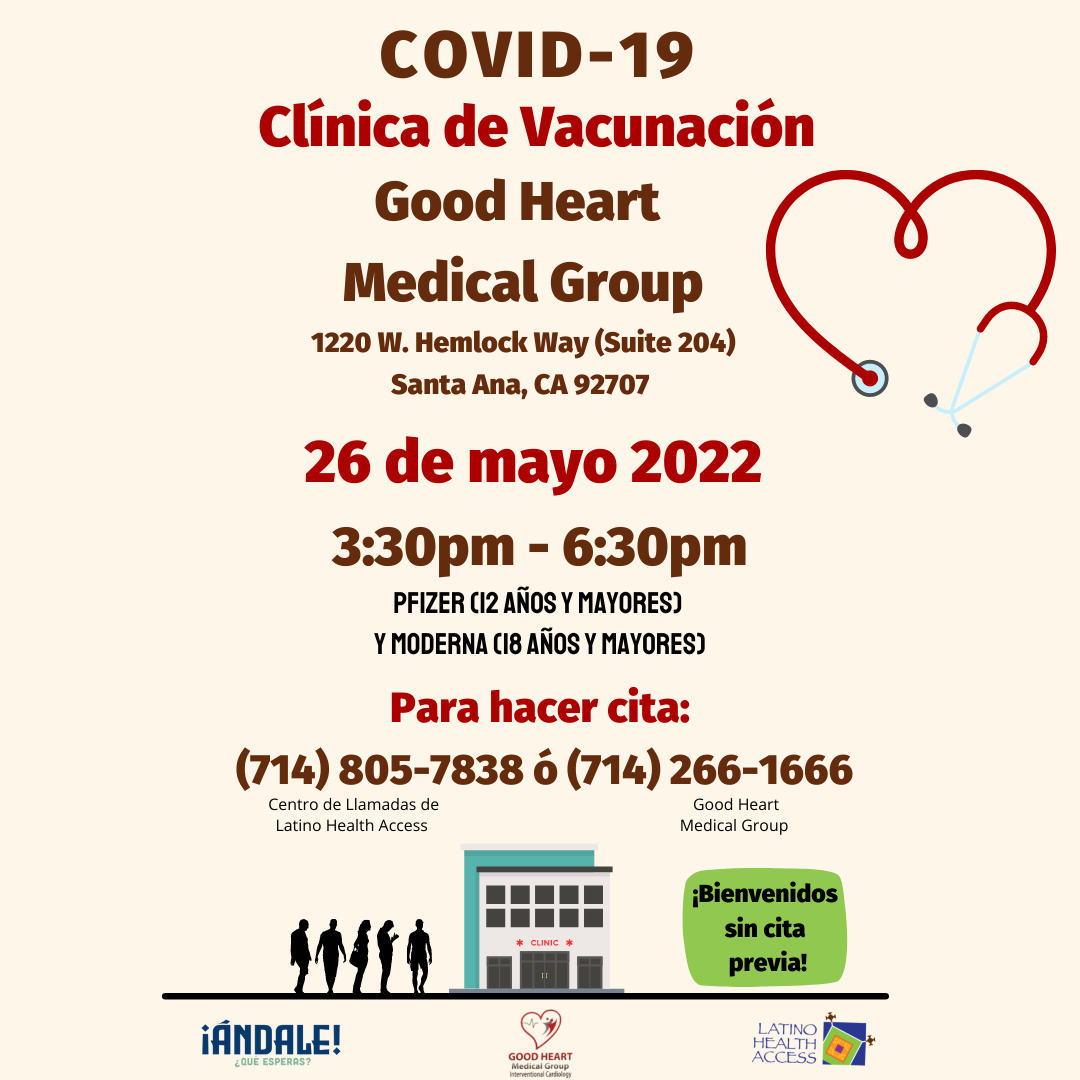 COVID-19
Clínica de Vacunación
Good Heart
Medical Group
1220 W. Hemlock Way (Suite 204)
Santa Ana, CA 92707
26 de mayo 2022
3:30pm - 6:30pm
PFIZER (12 AÑOS Y MAYORES)
Y MODERNA (18 AÑOS Y MAYORES)
Para hacer cita:
(714) 805-7838 ó (714) 266-1666
Centro de Llamadas de
Latino Health Access
Good Heart
Medical Group
* CLINIC *
¡Bienvenidos
sin cita
previa!
¡ÁNDALE!
¿QUE ESPERAS?
GOOD HEART
Medical Group
Interventional Cardiology
LATINO
HEALTH
ACCESS